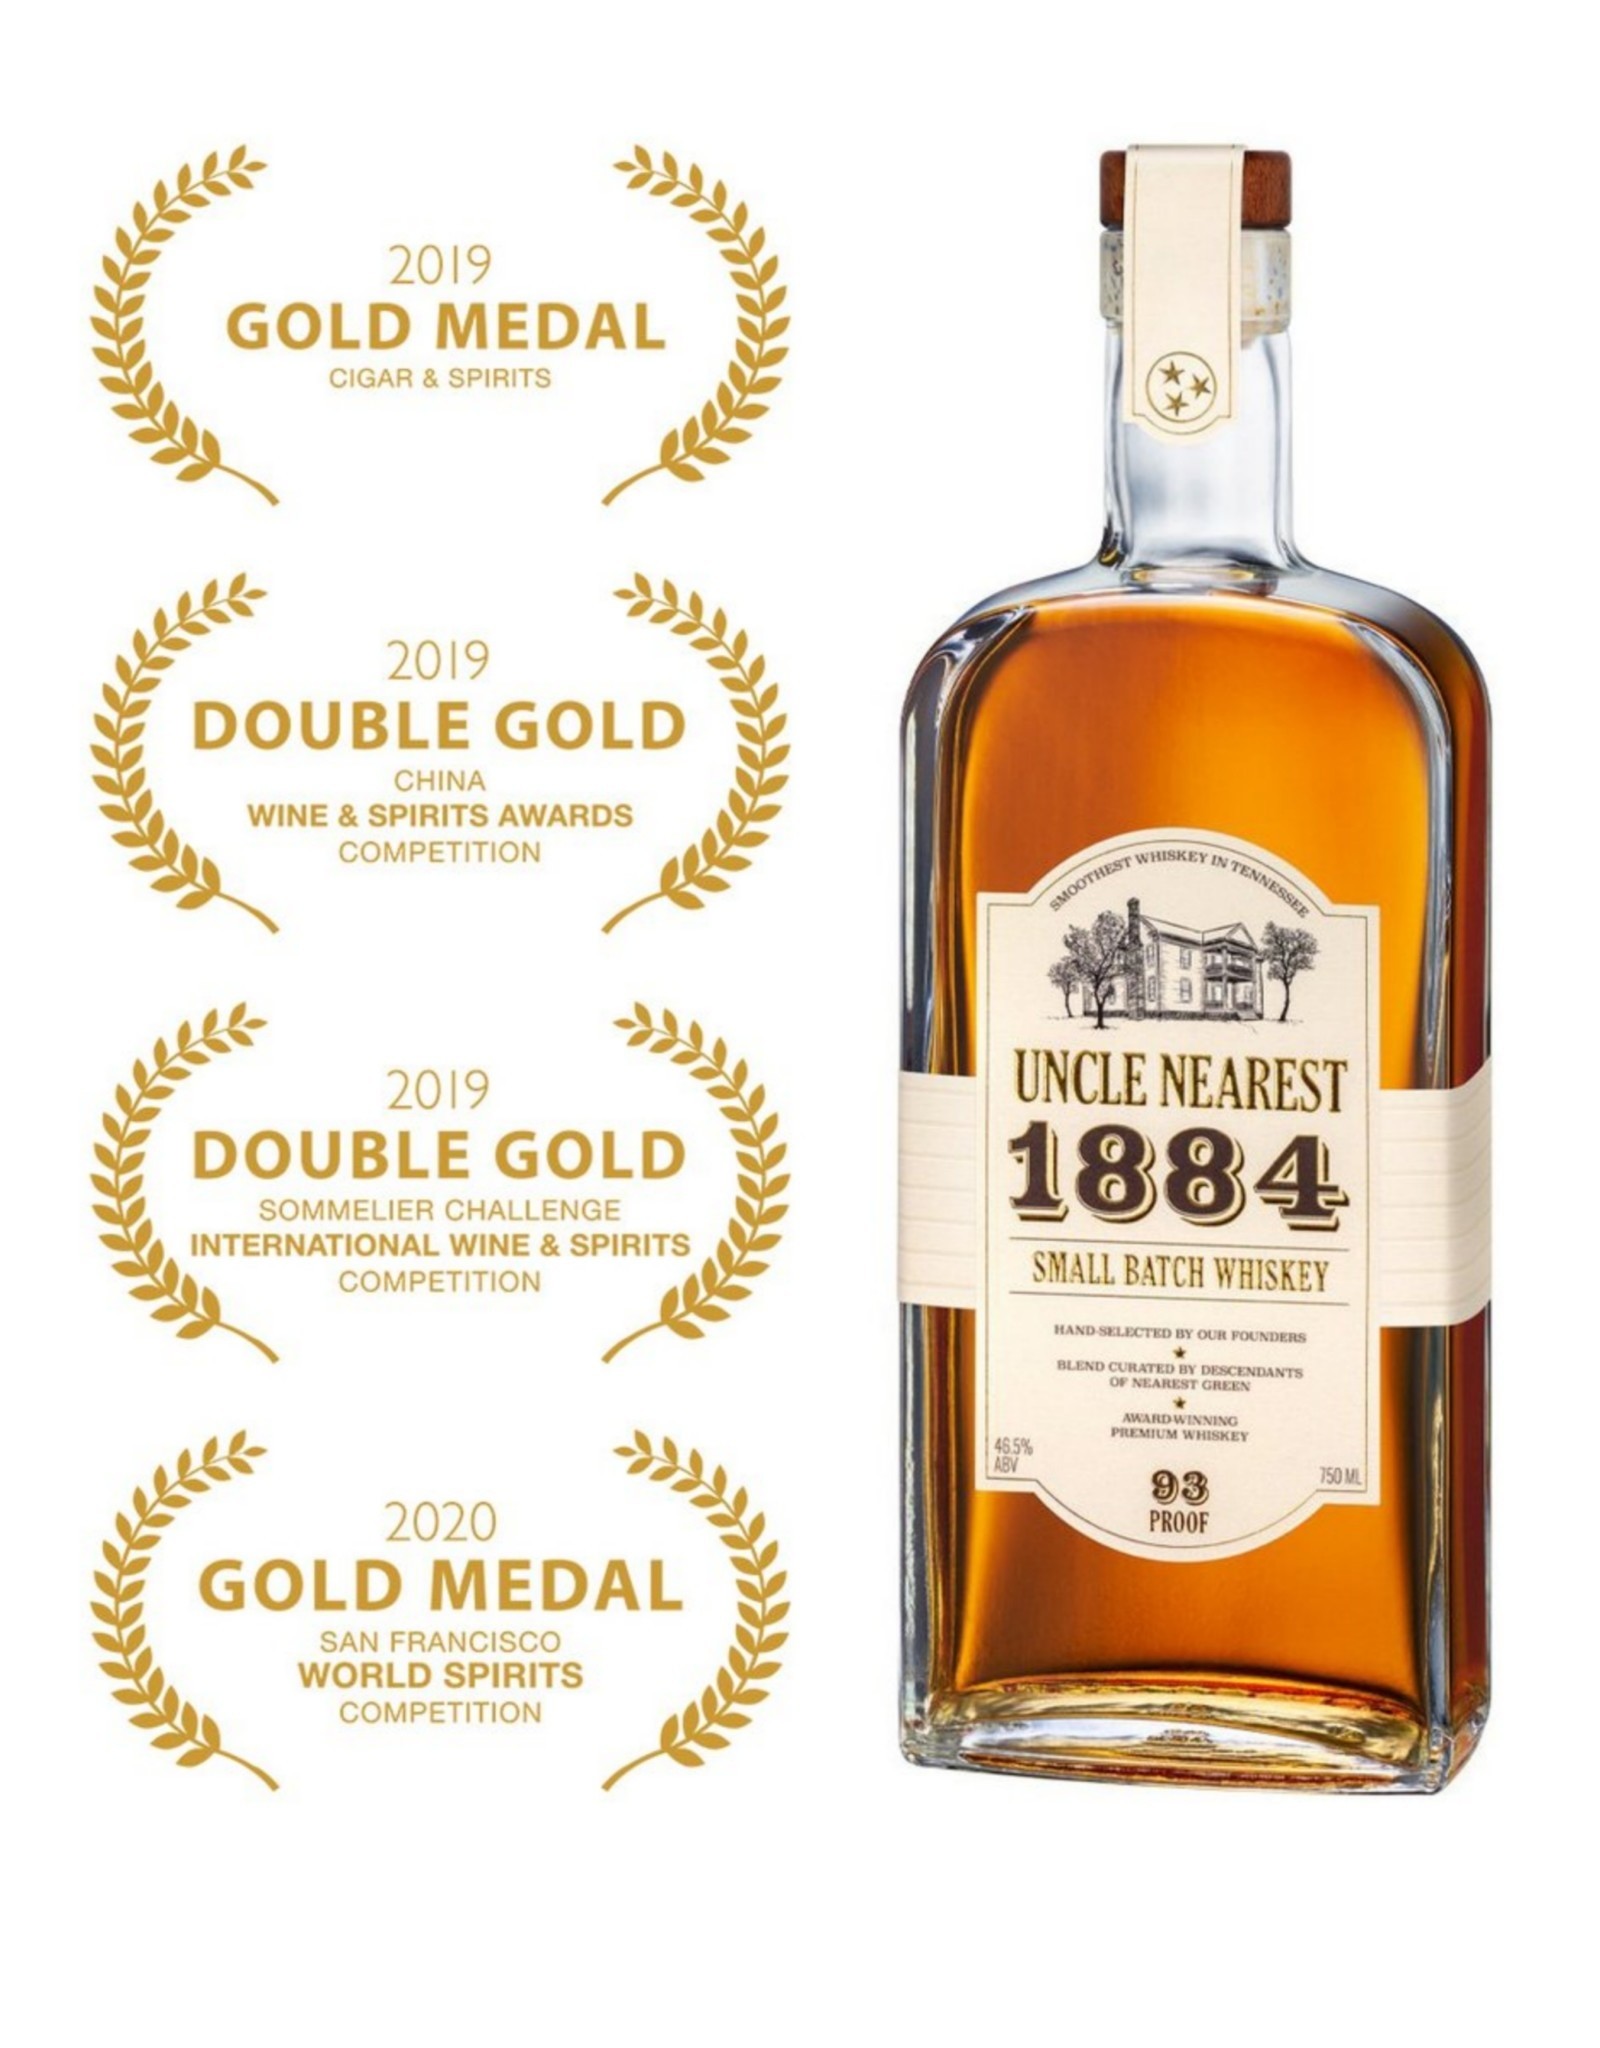 2019
GOLD MEDAL
CIGAR & SPIRITS
2019
DOUBLE GOLD
CHINA
WINE & SPIRITS AWARDS
COMPETITION
2019
DOUBLE GOLD
SOMMELIER CHALLENGE
INTERNATIONAL WINE & SPIRITS
COMPETITION
2020
GOLD MEDAL
SAN FRANCISCO
WORLD SPIRITS
COMPETITION
SMOOTHEST WHISKEY IN TENNESSEE
UNCLE NEAREST
1884
SMALL BATCH WHISKEY
HAND-SELECTED BY OUR FOUNDERS
BLEND CURATED BY DESCENDANTS
OF NEAREST GREEN
AWARD-WINNING
PREMIUM WHISKEY
46.5%
ABV
750 ML
93
PROOF